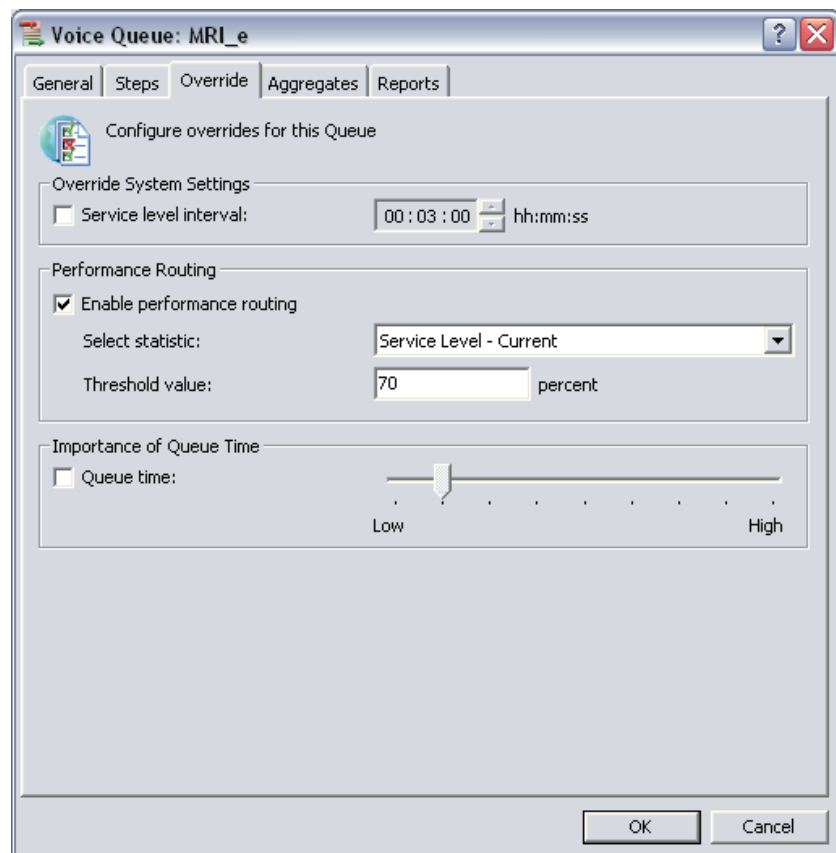 Voice Queue: MRI_e
General Steps Override Aggregates Reports
Configure overrides for this Queue
Override System Settings
Service level interval: 00:03:00 hh:mm:ss
Performance Routing
Enable performance routing
Select statistic: Service Level - Current
Threshold value: 70 percent
Importance of Queue Time
Queue time:
Low High
OK Cancel